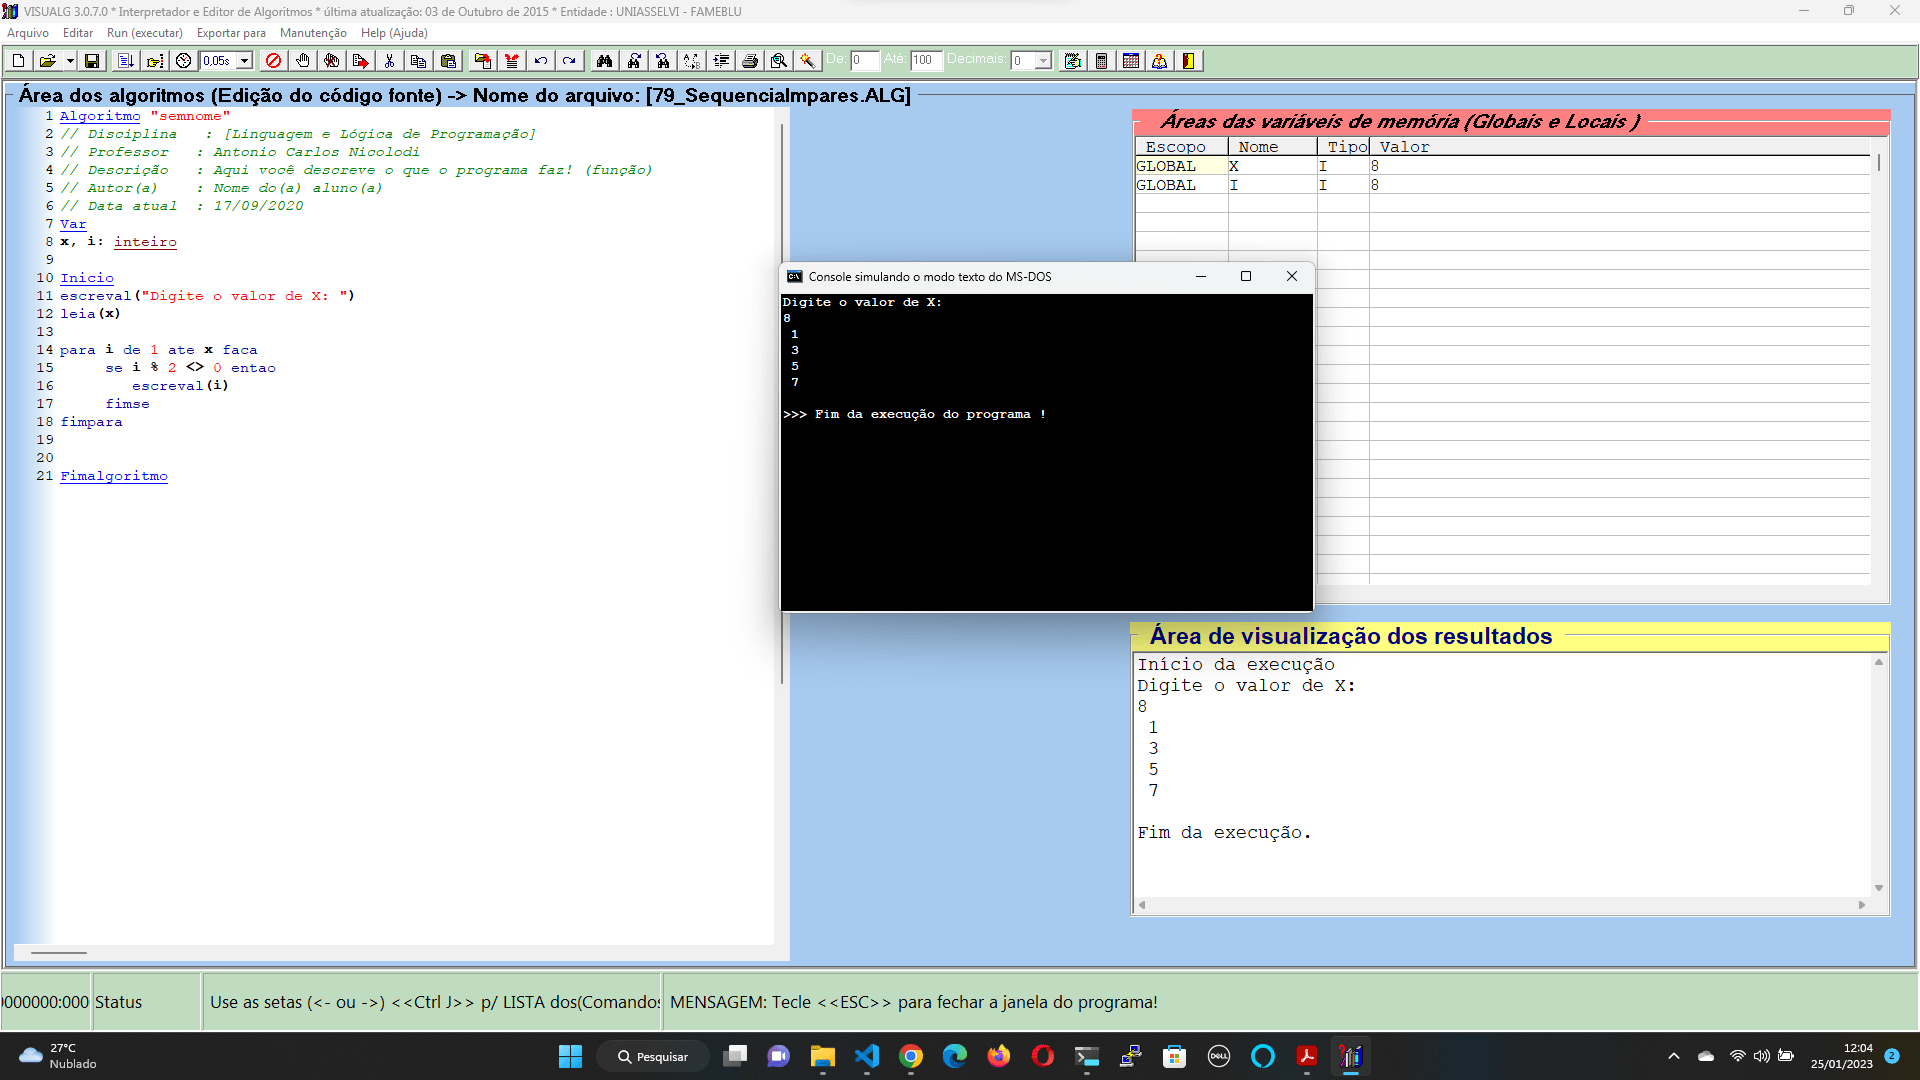 VISUALG 3.0.7.0 * Interpretador e Editor de Algoritmos * última atualização: 03 de Outubro de 2015 * Entidade : UNIASSELVI - FAMEBLU
Arquivo Editar Run (executar) Exportar para Manutenção Help (Ajuda)
0,05s De: 0 Até: 100 Decimais: 0
Área dos algoritmos (Edição do código fonte) -> Nome do arquivo: [79_SequenciaImpares.ALG]
1 Algoritmo "semnome"
2 // Disciplina : [Linguagem e Lógica de Programação]
3 // Professor : Antonio Carlos Nicolodi
4 // Descrição : Aqui você descreve o que o programa faz! (função)
5 // Autor(a) : Nome do(a) aluno(a)
6 // Data atual : 17/09/2020
7 Var
8 x, i: inteiro
9
10 Inicio
11 escreval("Digite o valor de X: ")
12 leia(x)
13
14 para i de 1 ate x faca
15 se i % 2 <> 0 entao
16 escreval(i)
17 fimse
18 fimpara
19
20
21 Fimalgoritmo
Áreas das variáveis de memória (Globais e Locais )
Escopo Nome Tipo Valor
GLOBAL X I 8
GLOBAL I I 8
Console simulando o modo texto do MS-DOS
Digite o valor de X:
8
1
3
5
7
>>> Fim da execução do programa !
Área de visualização dos resultados
Início da execução
Digite o valor de X:
8
1
3
5
7
Fim da execução.
0000000:000 Status Use as setas (<- ou ->) <<Ctrl J>> p/ LISTA dos(Comandos MENSAGEM: Tecle <<ESC>> para fechar a janela do programa!
27°C
Nublado
Pesquisar
DELL
12:04
25/01/2023
2